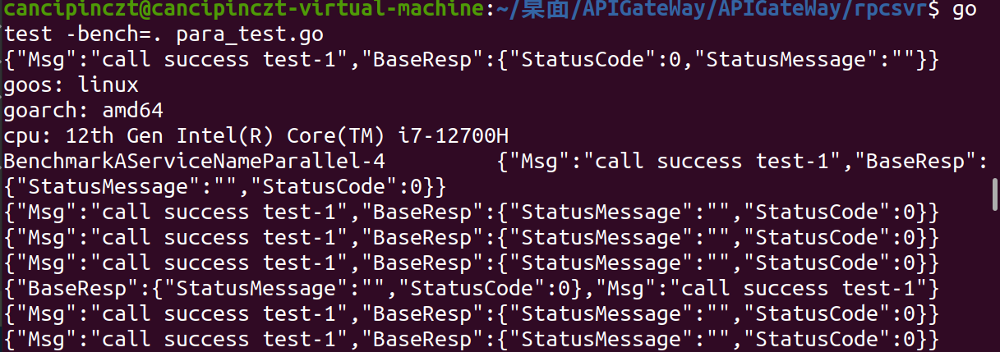 cancipinczt@cancipinczt-virtual-machine:~/桌面/APIGateWay/APIGateWay/rpcsvr$ go
test -bench=. para_test.go
{"Msg":"call success test-1","BaseResp":{"StatusCode":0,"StatusMessage":""}}
goos: linux
goarch: amd64
cpu: 12th Gen Intel(R) Core(TM) i7-12700H
BenchmarkAServiceNameParallel-4         {"Msg":"call success test-1","BaseResp":
{"StatusMessage":"","StatusCode":0}}
{"Msg":"call success test-1","BaseResp":{"StatusMessage":"","StatusCode":0}}
{"Msg":"call success test-1","BaseResp":{"StatusMessage":"","StatusCode":0}}
{"Msg":"call success test-1","BaseResp":{"StatusMessage":"","StatusCode":0}}
{"BaseResp":{"StatusMessage":"","StatusCode":0},"Msg":"call success test-1"}
{"Msg":"call success test-1","BaseResp":{"StatusMessage":"","StatusCode":0}}
{"Msg":"call success test-1","BaseResp":{"StatusMessage":"","StatusCode":0}}